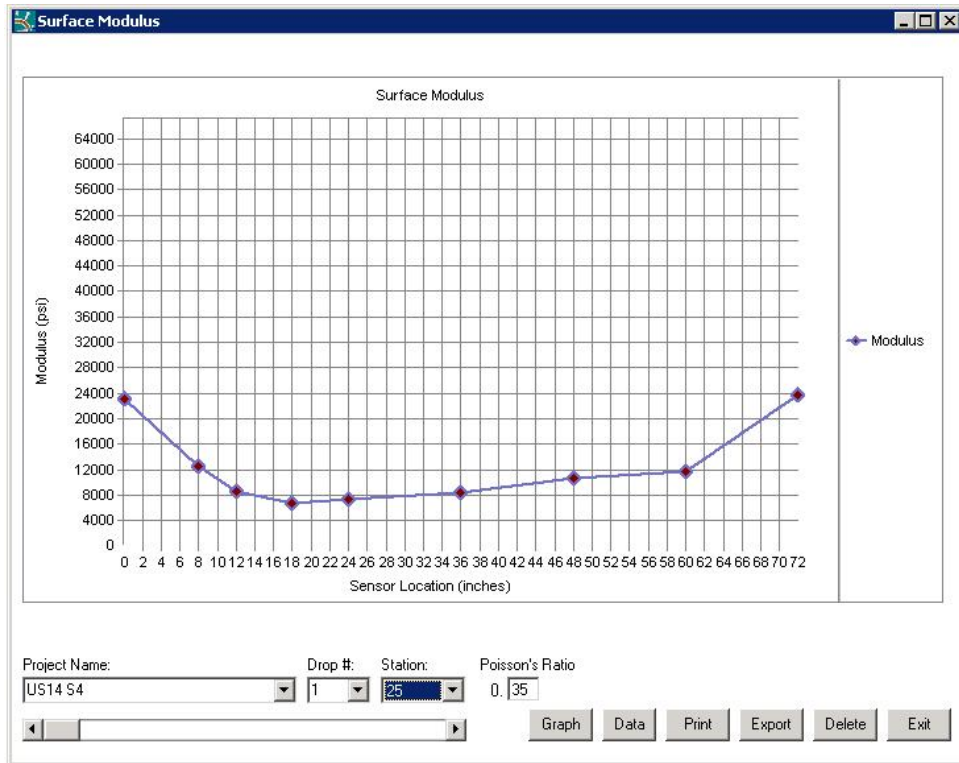 Surface Modulus
Surface Modulus
64000
60000
56000
52000
48000
44000
40000
36000
32000
28000
24000
20000
16000
12000
8000
4000
0
Modulus (psi)
0 2 4 6 8 10 12 14 16 18 20 22 24 26 28 30 32 34 36 38 40 42 44 46 48 50 52 54 56 58 60 62 64 66 68 70 72
Sensor Location (inches)
Modulus
Project Name: Drop #: Station: Poisson's Ratio
US14 S4 1 25 0. 35
Graph Data Print Export Delete Exit